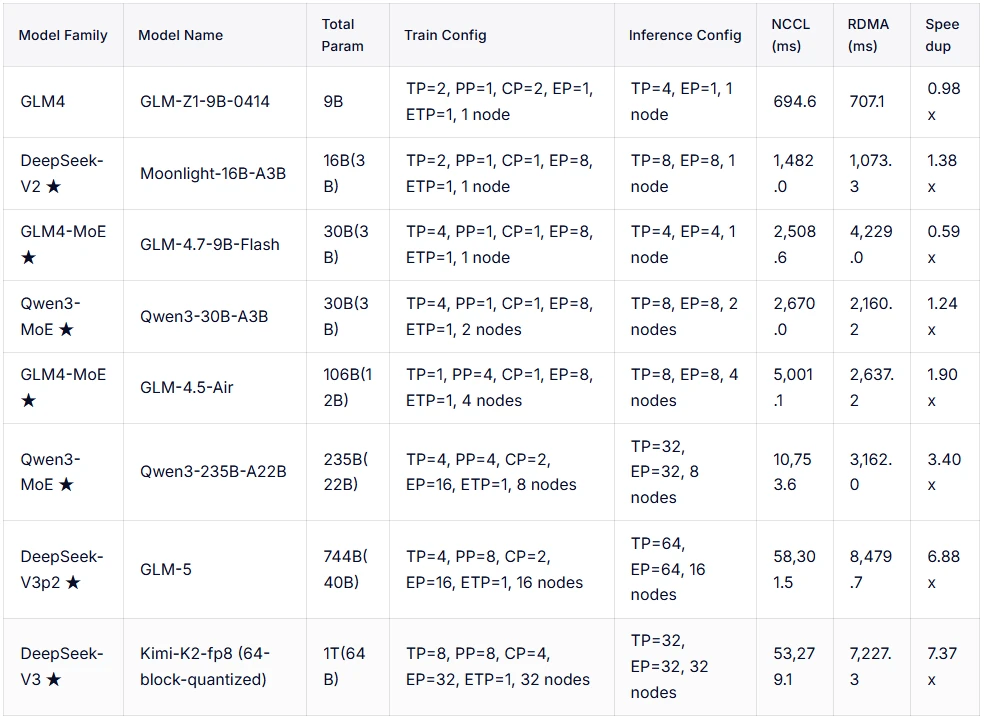 Model Family Model Name Total Param Train Config Inference Config NCCL (ms) RDMA (ms) Spee dup
GLM4 GLM-Z1-9B-0414 9B TP=2, PP=1, CP=2, EP=1, ETP=1, 1 node TP=4, EP=1, 1 node 694.6 707.1 0.98 x
DeepSeek-V2 ★ Moonlight-16B-A3B 16B(3 B) TP=2, PP=1, CP=1, EP=8, ETP=1, 1 node TP=8, EP=8, 1 node 1,482 .0 1,073. 3 1.38 x
GLM4-MoE ★ GLM-4.7-9B-Flash 30B(3 B) TP=4, PP=1, CP=1, EP=8, ETP=1, 1 node TP=4, EP=4, 1 node 2,508 .6 4,229 .0 0.59 x
Qwen3-MoE ★ Qwen3-30B-A3B 30B(3 B) TP=4, PP=1, CP=1, EP=8, ETP=1, 2 nodes TP=8, EP=8, 2 nodes 2,670 .0 2,160. 2 1.24 x
GLM4-MoE ★ GLM-4.5-Air 106B(1 2B) TP=1, PP=4, CP=1, EP=8, ETP=1, 4 nodes TP=8, EP=8, 4 nodes 5,001 .1 2,637. 2 1.90 x
Qwen3-MoE ★ Qwen3-235B-A22B 235B( 22B) TP=4, PP=4, CP=2, EP=16, ETP=1, 8 nodes TP=32, EP=32, 8 nodes 10,75 3.6 3,162. 0 3.40 x
DeepSeek-V3p2 ★ GLM-5 744B( 40B) TP=4, PP=8, CP=2, EP=16, ETP=1, 16 nodes TP=64, EP=64, 16 nodes 58,30 1.5 8,479 .7 6.88 x
DeepSeek-V3 ★ Kimi-K2-fp8 (64-block-quantized) 1T(64 B) TP=8, PP=8, CP=4, EP=32, ETP=1, 32 nodes TP=32, EP=32, 32 nodes 53,27 9.1 7,227. 3 7.37 x